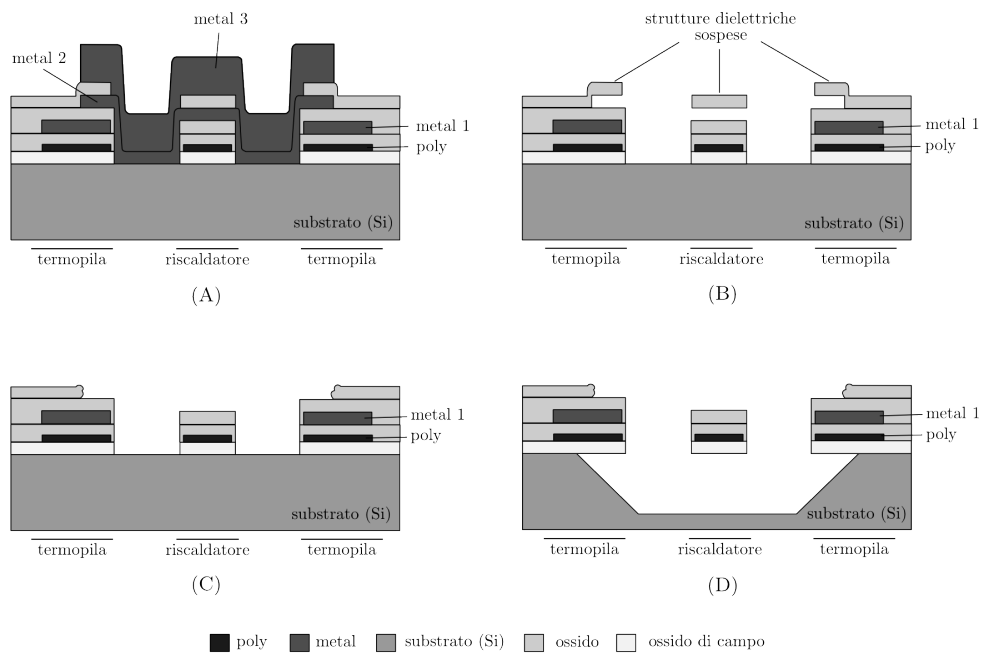 metal 3
metal 2
metal 1
poly
substrato (Si)
termopila
riscaldatore
termopila
(A)
strutture dielettriche
sospese
metal 1
poly
substrato (Si)
termopila
riscaldatore
termopila
(B)
metal 1
poly
substrato (Si)
termopila
riscaldatore
termopila
(C)
metal 1
poly
substrato (Si)
termopila
riscaldatore
termopila
(D)
poly
metal
substrato (Si)
ossido
ossido di campo